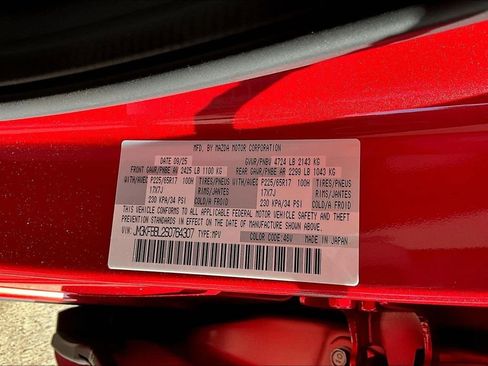 MFD. BY MAZDA MOTOR CORPORATION
DATE 09/25 GVWR/PNBV 4724 LB 2143 KG
FRONT GAWR/PNBE AV 2425 LB 1100 KG REAR GAWR/PNBE AR 2299 LB 1043 KG
WITH/AVEC P225/65R17 100H TIRES/PNEUS WITH/AVEC P225/65R17 100H TIRES/PNEUS
17X7J RIMS/JANTES 17X7J RIMS/JANTES
230 KPA/34 PSI COLD/A FROID 230 KPA/34 PSI COLD/A FROID
THIS VEHICLE CONFORMS TO ALL APPLICABLE FEDERAL MOTOR VEHICLE SAFETY AND THEFT
PREVENTION STANDARDS IN EFFECT ON THE DATE OF MANUFACTURE SHOWN ABOVE.
VIN: JM3KFBBL2S0764307 TYPE:MPV COLOR CODE:46V MADE IN JAPAN